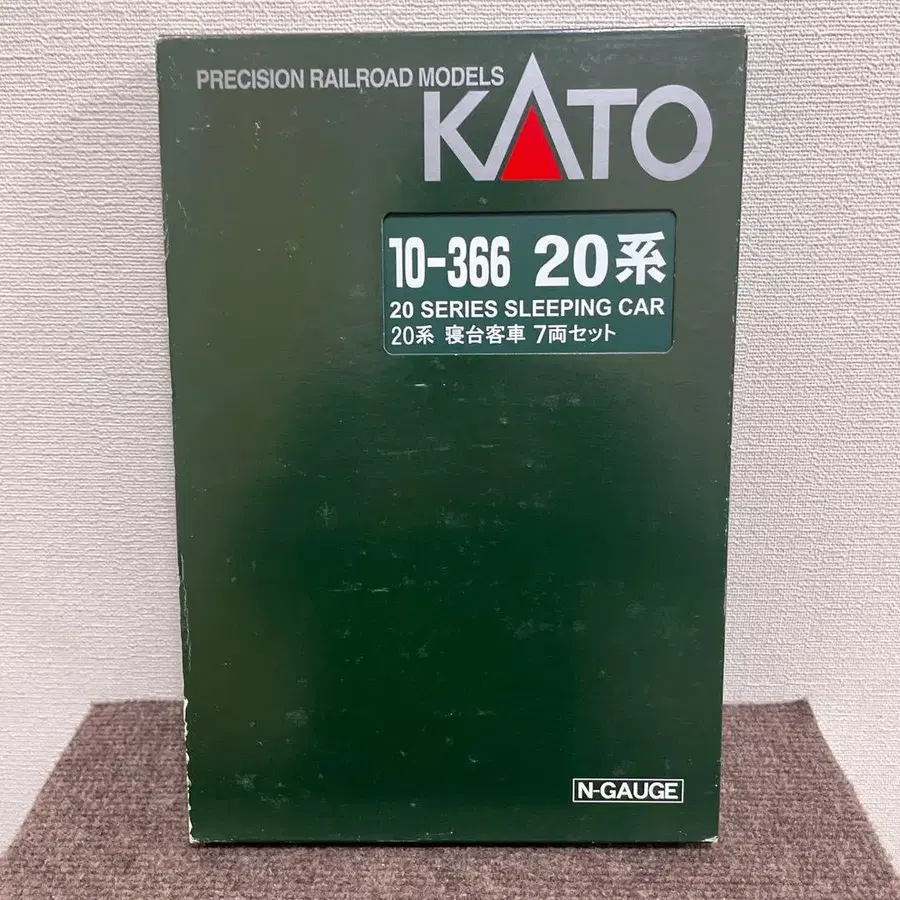 PRECISION RAILROAD MODELS
KATO
10-366 20系
20 SERIES SLEEPING CAR
20系 寝台客車 7両セット
N-GAUGE